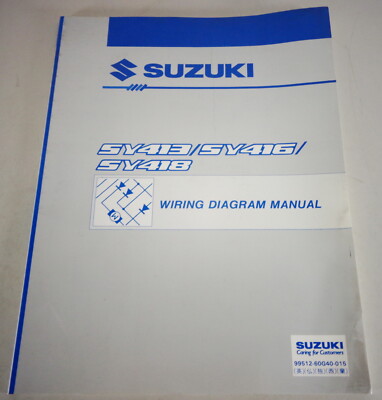 SUZUKI
SY413/SY416/
SY418
WIRING DIAGRAM MANUAL
SUZUKI
Caring for Customers
99512-60G40-015